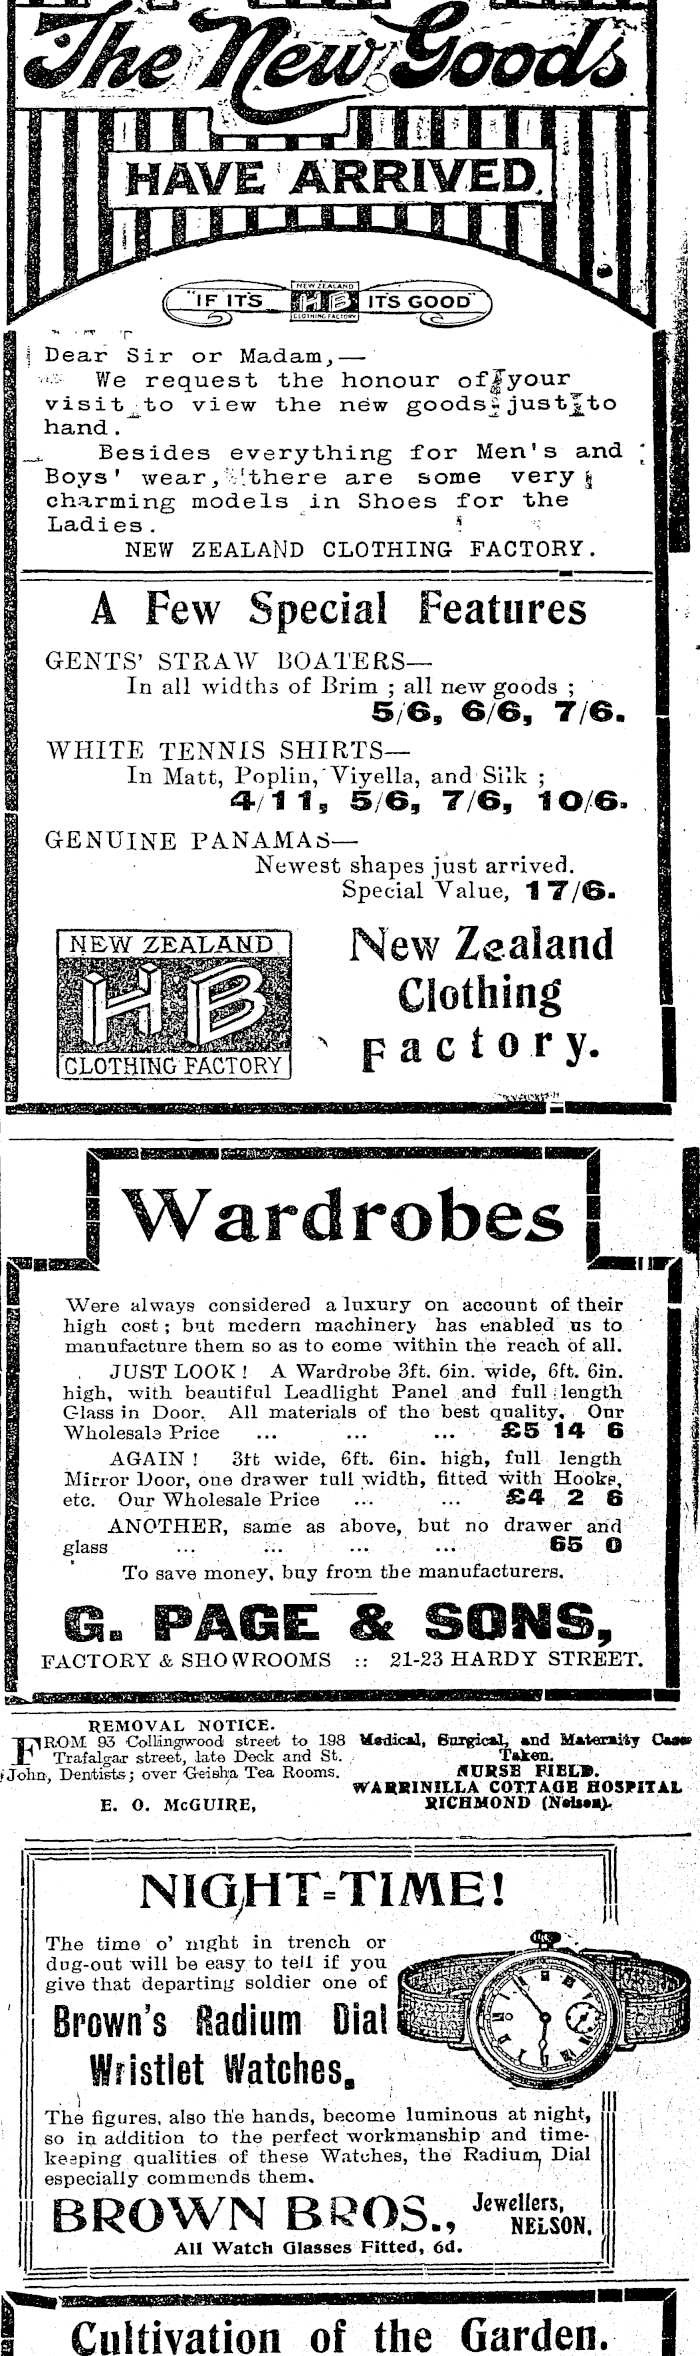 The New Goods
HAVE ARRIVED.
"IF IT'S
NEW ZEALAND
HB
CLOTHING FACTORY
IT'S GOOD"
Dear Sir or Madam,—
We request the honour of your
visit to view the new goods just to
hand.
Besides everything for Men's and
Boys' wear, there are some very
charming models in Shoes for the
Ladies.
NEW ZEALAND CLOTHING FACTORY.
A Few Special Features
GENTS' STRAW BOATERS—
In all widths of Brim ; all new goods ;
5/6, 6/6, 7/6.
WHITE TENNIS SHIRTS—
In Matt, Poplin, Viyella, and Silk ;
4/11, 5/6, 7/6, 10/6.
GENUINE PANAMAS—
Newest shapes just arrived.
Special Value, 17/6.
NEW ZEALAND
HB
CLOTHING FACTORY
New Zealand
Clothing
Factory.
Wardrobes
Were always considered a luxury on account of their
high cost ; but modern machinery has enabled us to
manufacture them so as to come within the reach of all.
JUST LOOK ! A Wardrobe 3ft. 6in. wide, 6ft. 6in.
high, with beautiful Leadlight Panel and full length
Glass in Door. All materials of the best quality. Our
Wholesale Price ... ... ... £5 14 6
AGAIN ! 3ft wide, 6ft. 6in. high, full length
Mirror Door, one drawer full width, fitted with Hooks,
etc. Our Wholesale Price ... ... £4 2 6
ANOTHER, same as above, but no drawer and
glass ... ... ... ... 65 0
To save money, buy from the manufacturers.
G. PAGE & SONS,
FACTORY & SHOWROOMS :: 21-23 HARDY STREET.
REMOVAL NOTICE.
FROM 93 Collingwood street to 198
Trafalgar street, late Deck and St.
John, Dentists; over Geisha Tea Rooms.
E. O. McGUIRE,
Medical, Surgical, and Maternity Cases
Taken.
NURSE FIELD.
WARRINILLA COTTAGE HOSPITAL
RICHMOND (Nelson).
NIGHT=TIME!
The time o' night in trench or
dug-out will be easy to tell if you
give that departing soldier one of
Brown's Radium Dial
Wristlet Watches.
The figures, also the hands, become luminous at night,
so in addition to the perfect workmanship and time-
keeping qualities of these Watches, the Radium Dial
especially commends them.
BROWN BROS.,
Jewellers,
NELSON.
All Watch Glasses Fitted, 6d.
Cultivation of the Garden.